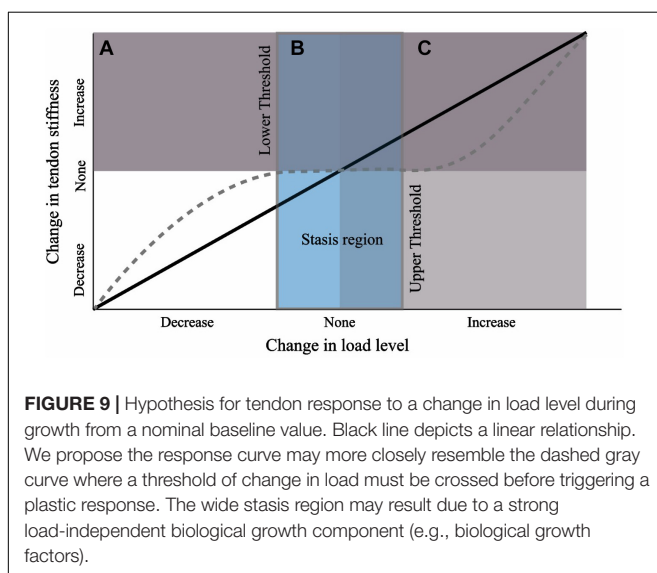 A
B
C
Change in tendon stiffness
Increase
None
Decrease
Lower Threshold
Upper Threshold
Stasis region
Decrease
None
Increase
Change in load level
FIGURE 9 | Hypothesis for tendon response to a change in load level during
growth from a nominal baseline value. Black line depicts a linear relationship.
We propose the response curve may more closely resemble the dashed gray
curve where a threshold of change in load must be crossed before triggering a
plastic response. The wide stasis region may result due to a strong
load-independent biological growth component (e.g., biological growth
factors).